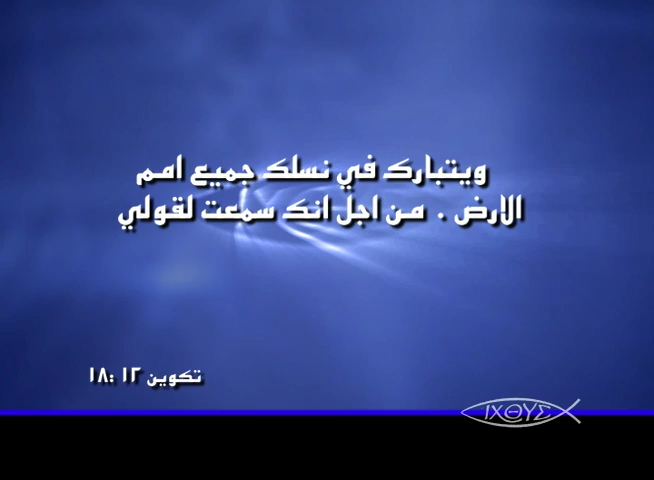 ويتبارك في نسلك جميع امم
الارض . من اجل انك سمعت لقولي
تكوين ١٢ :١٨
ΙΧΘΥΣ